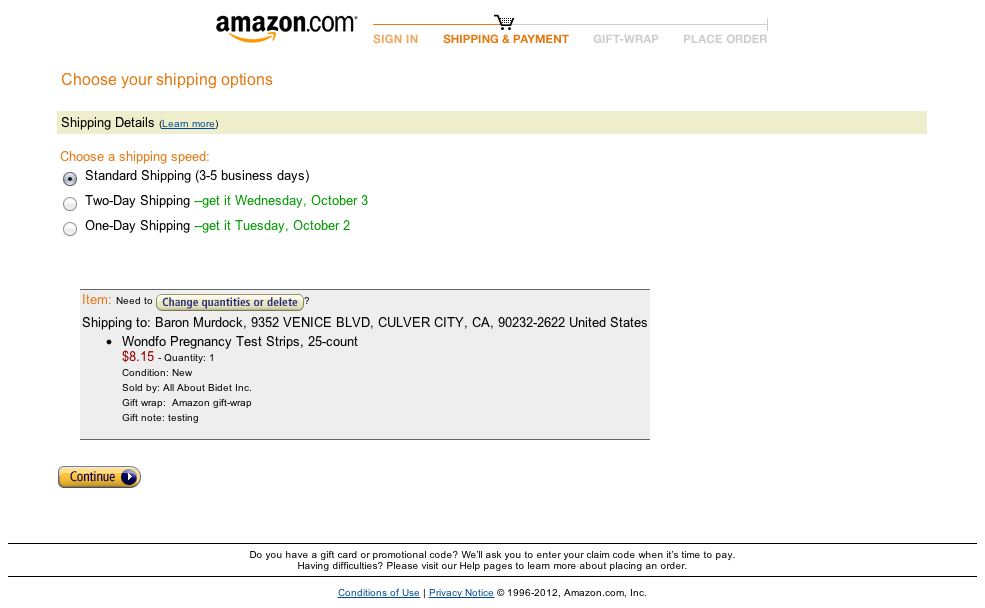 amazon.com
SIGN IN SHIPPING & PAYMENT GIFT-WRAP PLACE ORDER
Choose your shipping options
Shipping Details (Learn more)
Choose a shipping speed:
Standard Shipping (3-5 business days)
Two-Day Shipping --get it Wednesday, October 3
One-Day Shipping --get it Tuesday, October 2
Item: Need to Change quantities or delete?
Shipping to: Baron Murdock, 9352 VENICE BLVD, CULVER CITY, CA, 90232-2622 United States
• Wondfo Pregnancy Test Strips, 25-count
$8.15 - Quantity: 1
Condition: New
Sold by: All About Bidet Inc.
Gift wrap: Amazon gift-wrap
Gift note: testing
Continue
Do you have a gift card or promotional code? We'll ask you to enter your claim code when it's time to pay.
Having difficulties? Please visit our Help pages to learn more about placing an order.
Conditions of Use | Privacy Notice © 1996-2012, Amazon.com, Inc.